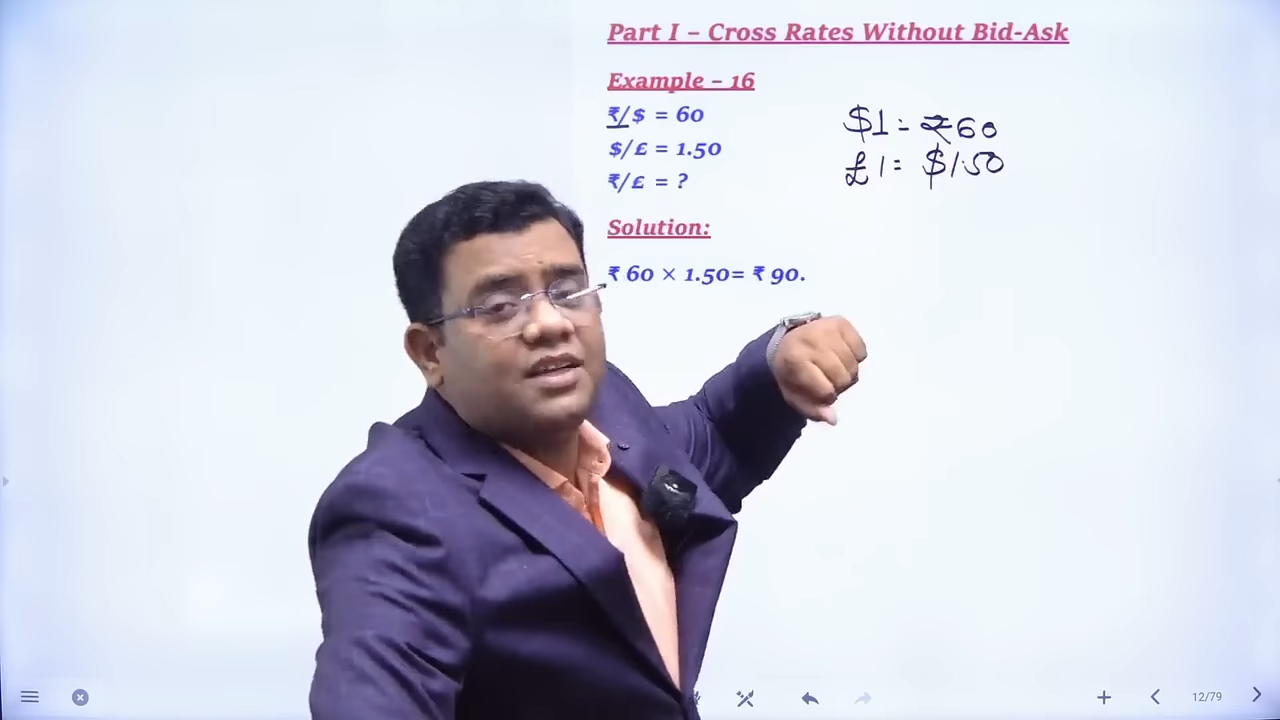 Part I – Cross Rates Without Bid-Ask
Example – 16
₹/$ = 60
$/£ = 1.50
₹/£ = ?
$1 = ₹60
£1 = $1.50
Solution:
₹ 60 × 1.50= ₹ 90.
12/79